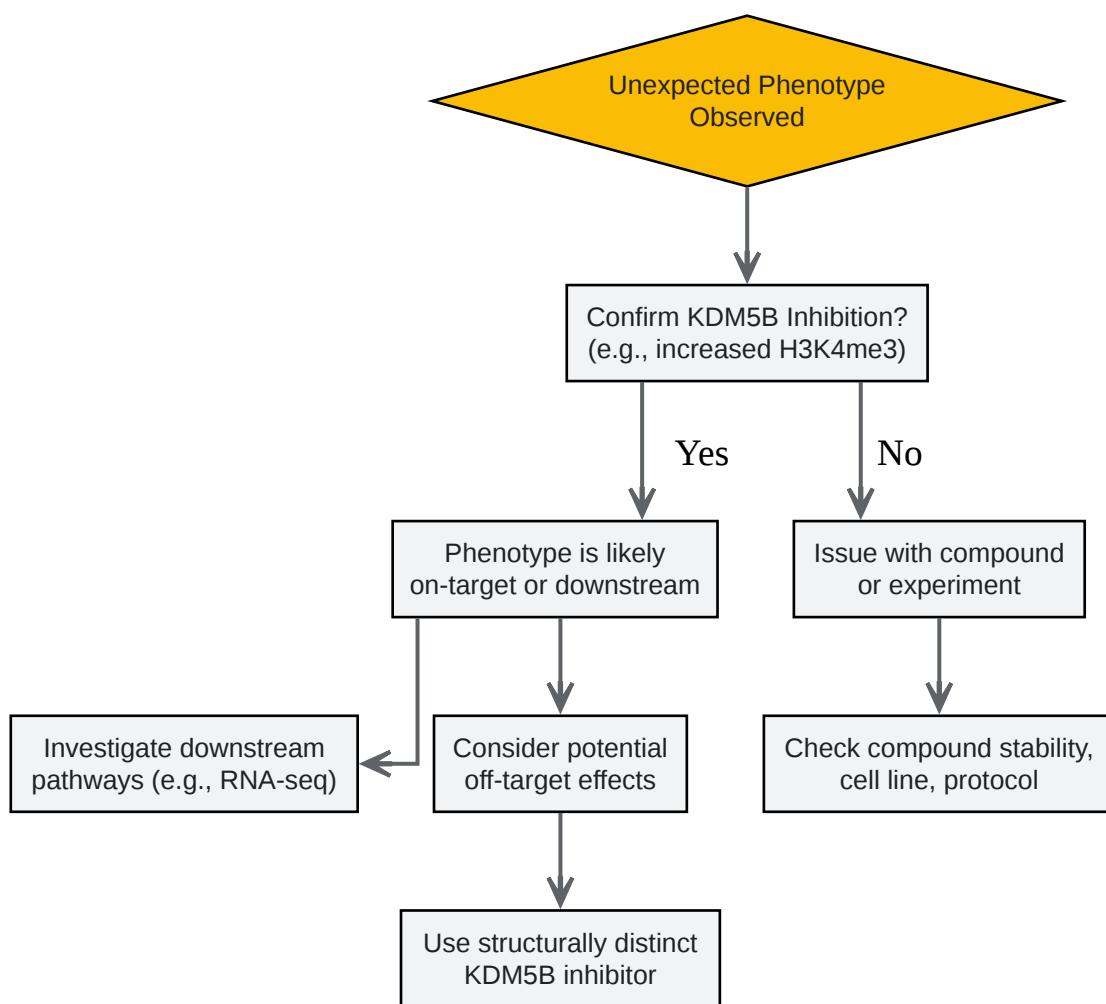 Unexpected Phenotype
Observed
Confirm KDM5B Inhibition?
(e.g., increased H3K4me3)
Yes
No
Phenotype is likely
on-target or downstream
Issue with compound
or experiment
Investigate downstream
pathways (e.g., RNA-seq)
Consider potential
off-target effects
Check compound stability,
cell line, protocol
Use structurally distinct
KDM5B inhibitor